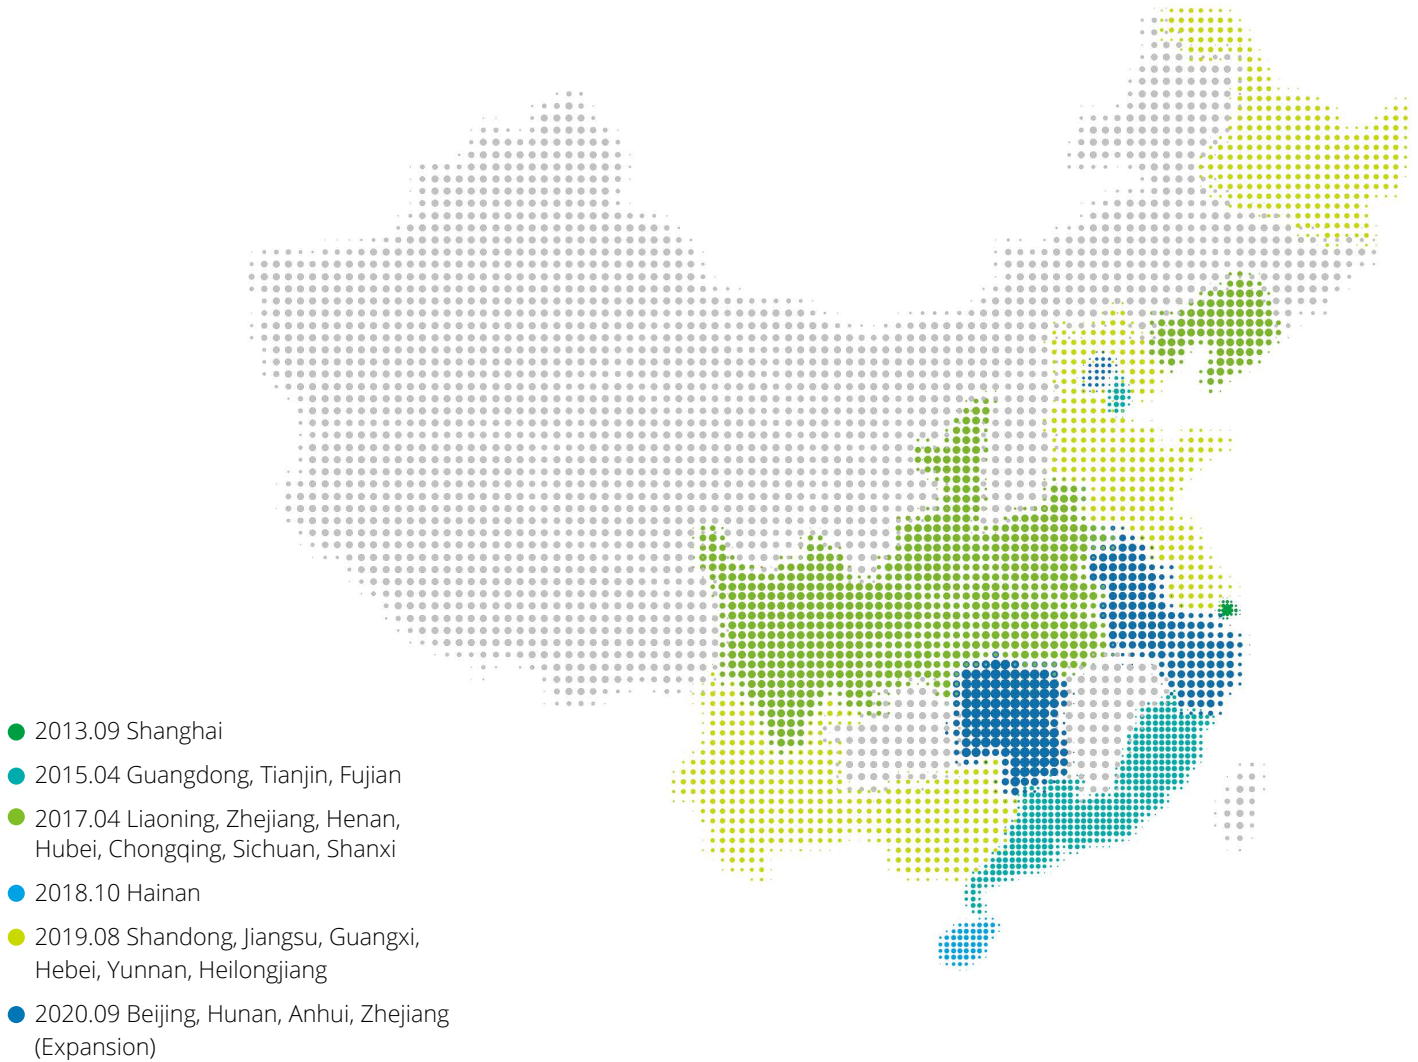 2013.09 Shanghai
2015.04 Guangdong, Tianjin, Fujian
2017.04 Liaoning, Zhejiang, Henan,
Hubei, Chongqing, Sichuan, Shanxi
2018.10 Hainan
2019.08 Shandong, Jiangsu, Guangxi,
Hebei, Yunnan, Heilongjiang
2020.09 Beijing, Hunan, Anhui, Zhejiang
(Expansion)